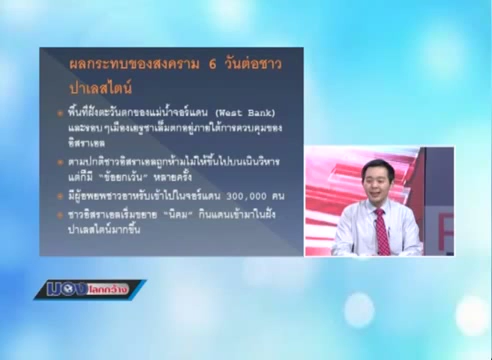 ผลกระทบของสงคราม 6 วันต่อชาว
ปาเลสไตน์
พื้นที่ฝั่งตะวันตกของแม่น้ำจอร์แดน (West Bank)
และรอบๆเมืองเยรูซาเล็มตกอยู่ภายใต้การควบคุมของ
อิสราเอล
ตามปกติชาวอิสราเอลถูกห้ามไม่ให้ขึ้นไปบนเนินวิหาร
แต่ก็มี "ข้อยกเว้น" หลายครั้ง
มีผู้อพยพชาวอาหรับเข้าไปในจอร์แดน 300,000 คน
ชาวอิสราเอลเริ่มขยาย "นิคม" กินแดนเข้ามาในฝั่ง
ปาเลสไตน์มากขึ้น
มองโลกกว้าง